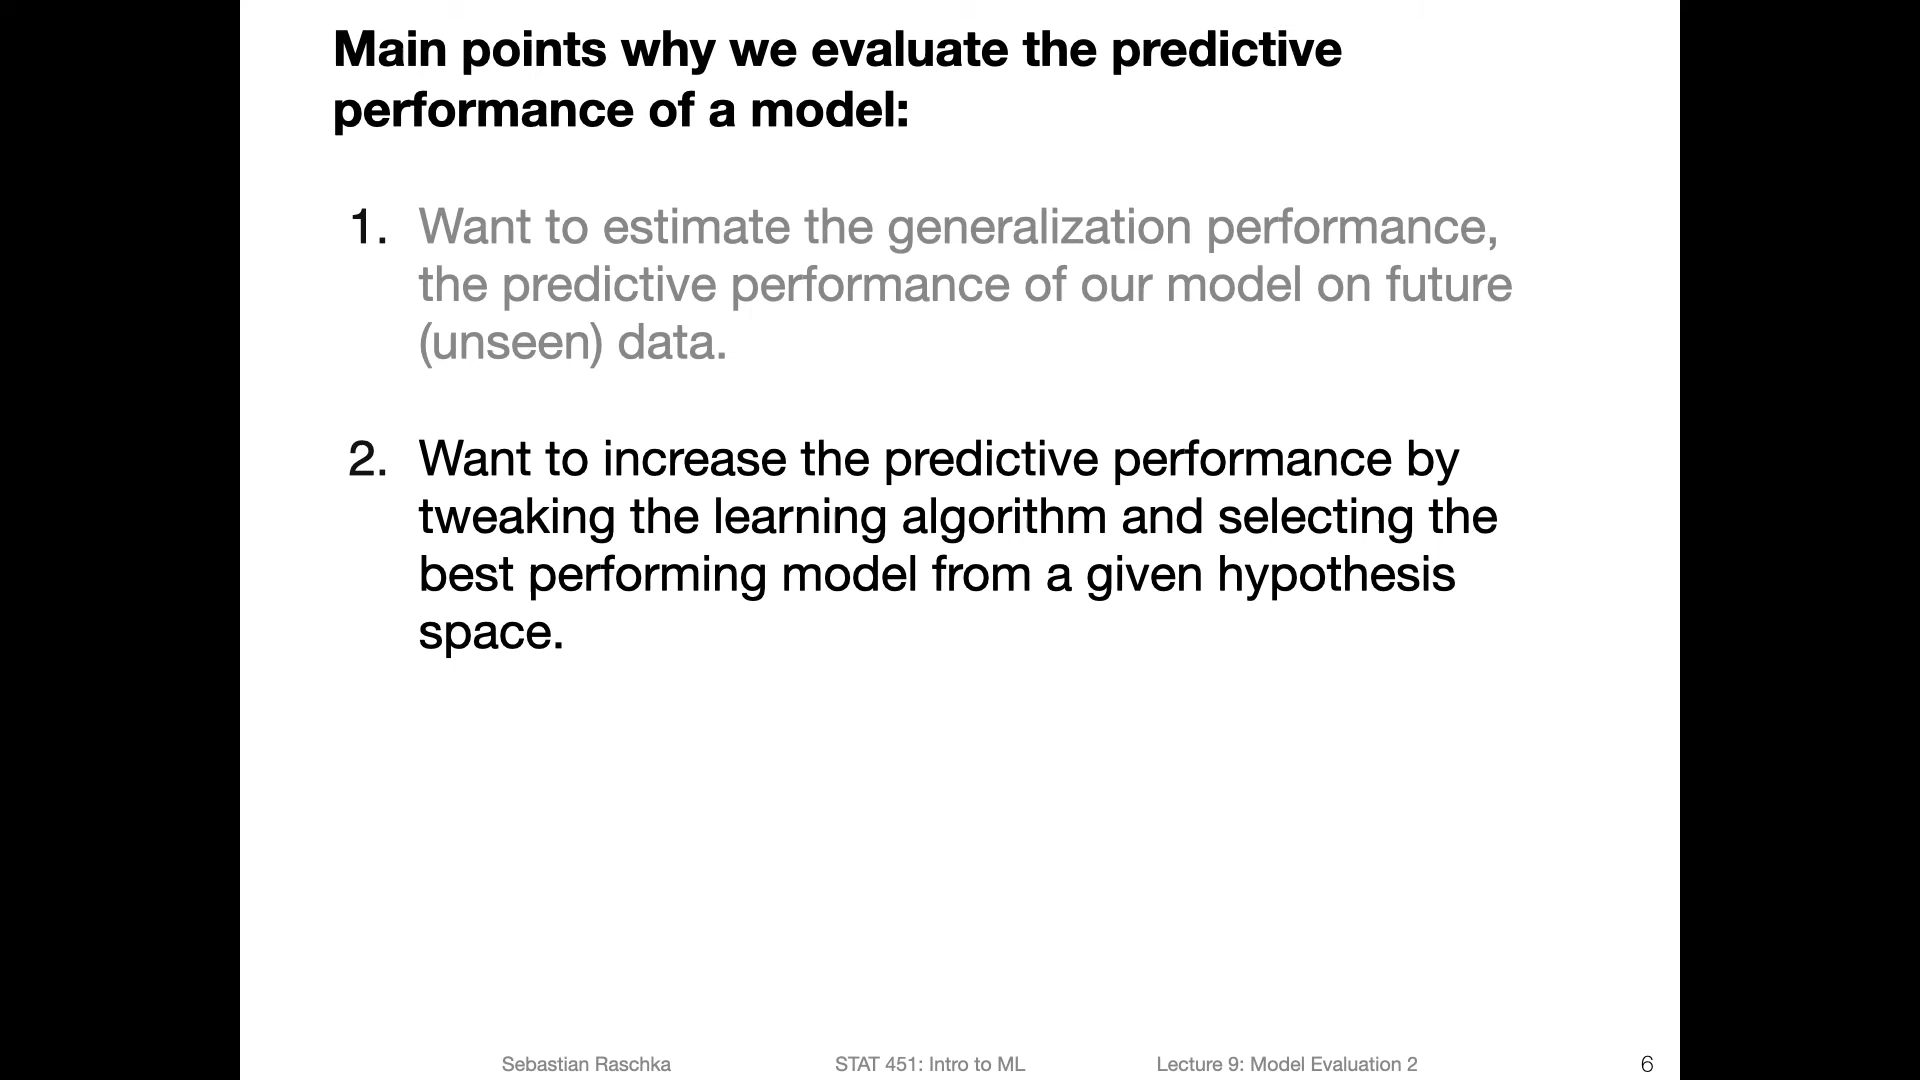 Main points why we evaluate the predictive
performance of a model:
1. Want to estimate the generalization performance,
the predictive performance of our model on future
(unseen) data.
2. Want to increase the predictive performance by
tweaking the learning algorithm and selecting the
best performing model from a given hypothesis
space.
Sebastian Raschka STAT 451: Intro to ML Lecture 9: Model Evaluation 2 6